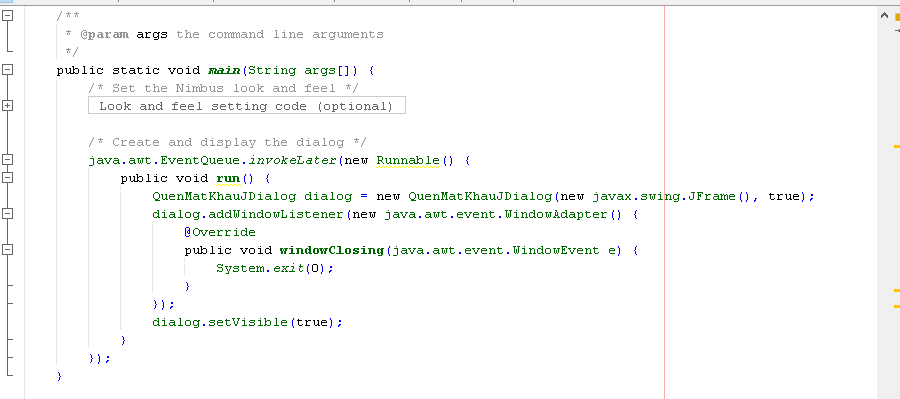 /**
 * @param args the command line arguments
 */
public static void main(String args[]) {
/* Set the Nimbus look and feel */
Look and feel setting code (optional)
/* Create and display the dialog */
java.awt.EventQueue.invokeLater(new Runnable() {
public void run() {
QuenMatKhauJDialog dialog = new QuenMatKhauJDialog(new javax.swing.JFrame(), true);
dialog.addWindowListener(new java.awt.event.WindowAdapter() {
@Override
public void windowClosing(java.awt.event.WindowEvent e) {
System.exit(0);
}
});
dialog.setVisible(true);
}
});
}